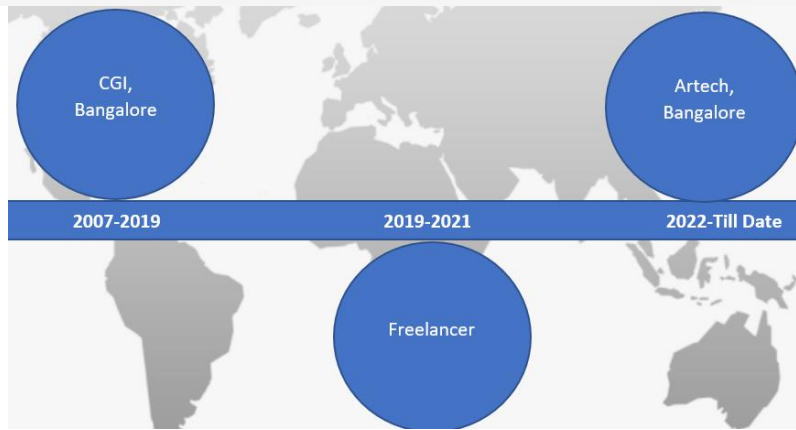 CGI,
Bangalore
Artech,
Bangalore
2007-2019
2019-2021
2022-Till Date
Freelancer